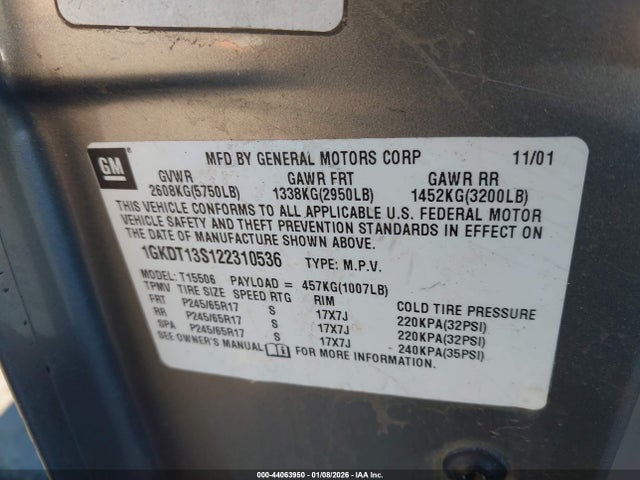 GM
MFD BY GENERAL MOTORS CORP 11/01
GVWR GAWR FRT GAWR RR
2608KG(5750LB) 1338KG(2950LB) 1452KG(3200LB)
THIS VEHICLE CONFORMS TO ALL APPLICABLE U.S. FEDERAL MOTOR
VEHICLE SAFETY AND THEFT PREVENTION STANDARDS IN EFFECT ON
THE DATE OF MANUFACTURE SHOWN ABOVE.
1GKDT13S122310536 TYPE: M.P.V.
MODEL: T15506 PAYLOAD = 457KG(1007LB)
TPMV TIRE SIZE SPEED RTG RIM COLD TIRE PRESSURE
FRT P245/65R17 S 17X7J 220KPA(32PSI)
RR P245/65R17 S 17X7J 220KPA(32PSI)
SPA P245/65R17 S 17X7J 240KPA(35PSI)
SEE OWNER'S MANUAL FOR MORE INFORMATION.
000-44063950 - 01/08/2026 - IAA Inc.